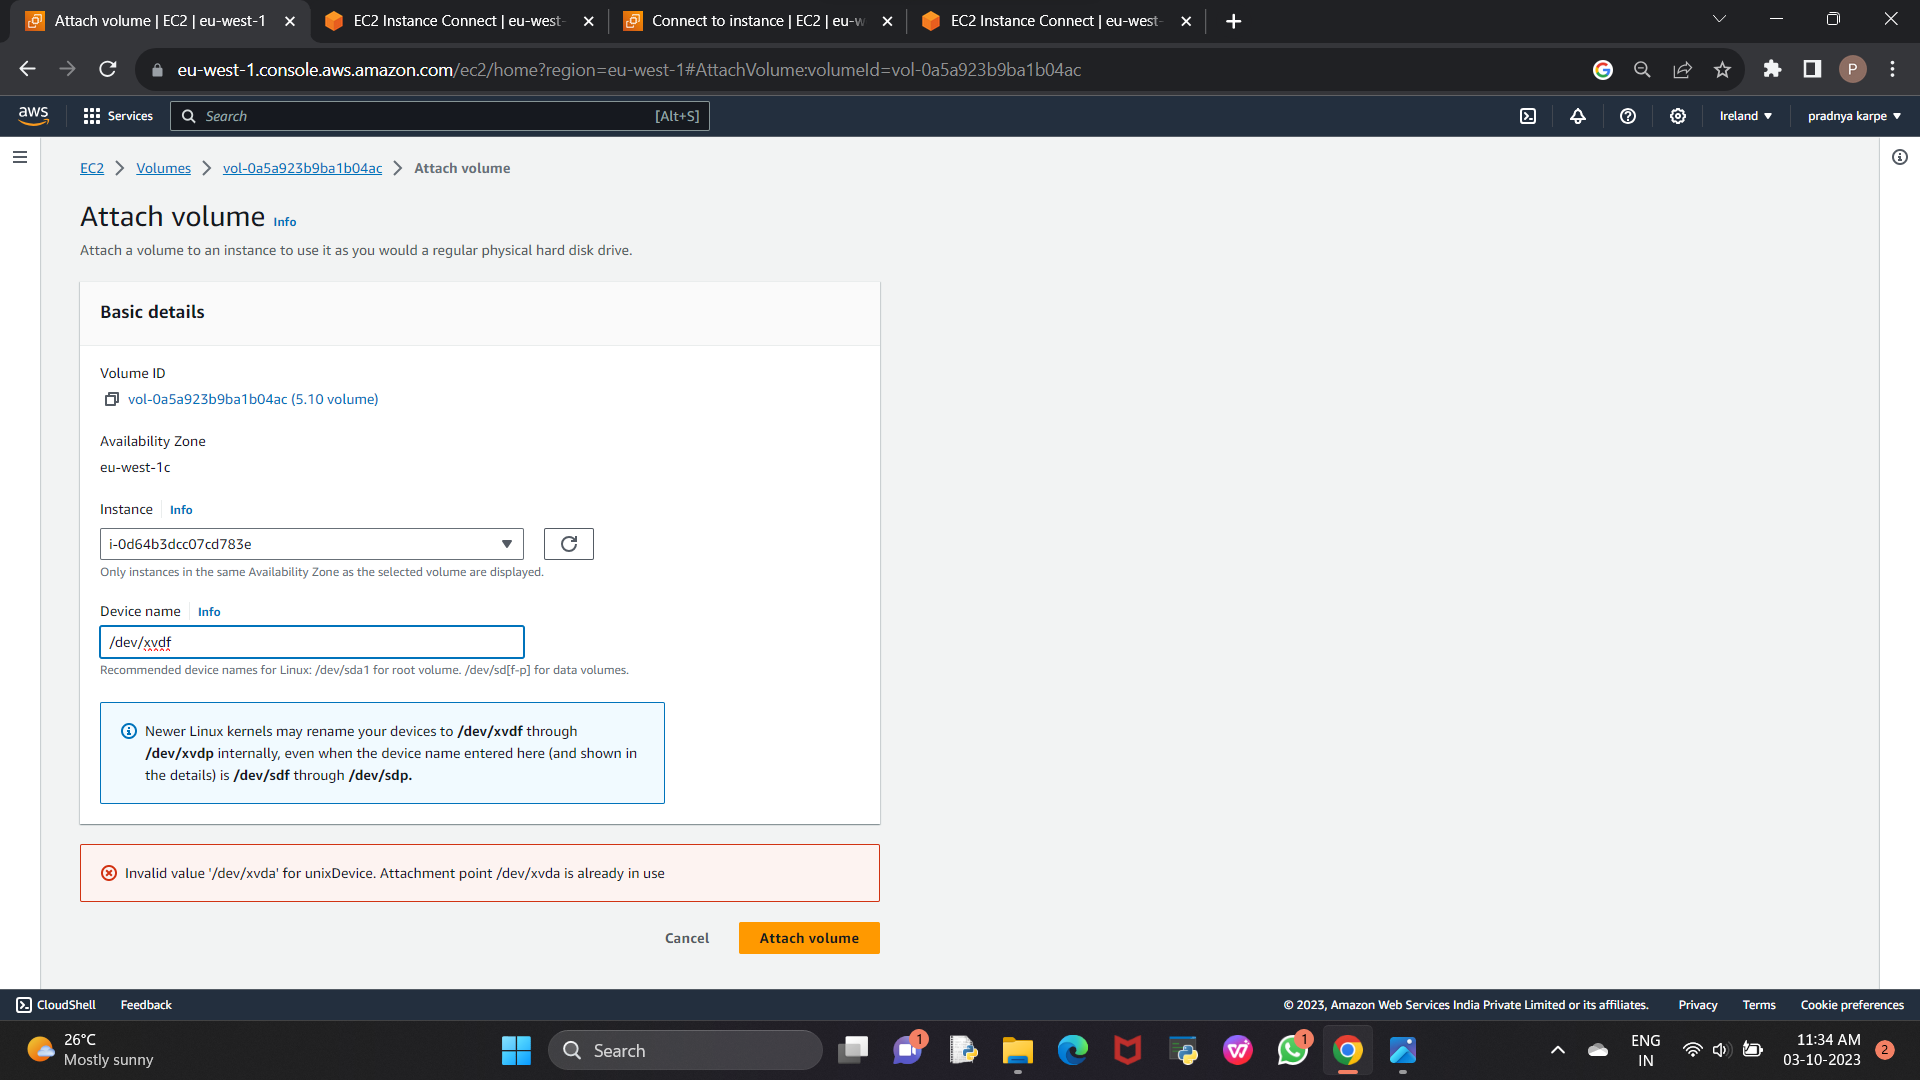 Attach volume | EC2 | eu-west-1
EC2 Instance Connect | eu-west-
Connect to instance | EC2 | eu-w
EC2 Instance Connect | eu-west-
eu-west-1.console.aws.amazon.com/ec2/home?region=eu-west-1#AttachVolume:volumeId=vol-0a5a923b9ba1b04ac
P
aws
Services
Search
[Alt+S]
Ireland
pradnya karpe
EC2
Volumes
vol-0a5a923b9ba1b04ac
Attach volume
Attach volume Info
Attach a volume to an instance to use it as you would a regular physical hard disk drive.
Basic details
Volume ID
vol-0a5a923b9ba1b04ac (5.10 volume)
Availability Zone
eu-west-1c
Instance Info
i-0d64b3dcc07cd783e
Only instances in the same Availability Zone as the selected volume are displayed.
Device name Info
/dev/xvdf
Recommended device names for Linux: /dev/sda1 for root volume. /dev/sd[f-p] for data volumes.
Newer Linux kernels may rename your devices to /dev/xvdf through
/dev/xvdp internally, even when the device name entered here (and shown in
the details) is /dev/sdf through /dev/sdp.
Invalid value '/dev/xvda' for unixDevice. Attachment point /dev/xvda is already in use
Cancel
Attach volume
CloudShell
Feedback
© 2023, Amazon Web Services India Private Limited or its affiliates.
Privacy
Terms
Cookie preferences
26°C
Mostly sunny
Search
1
1
ENG
IN
11:34 AM
03-10-2023
2